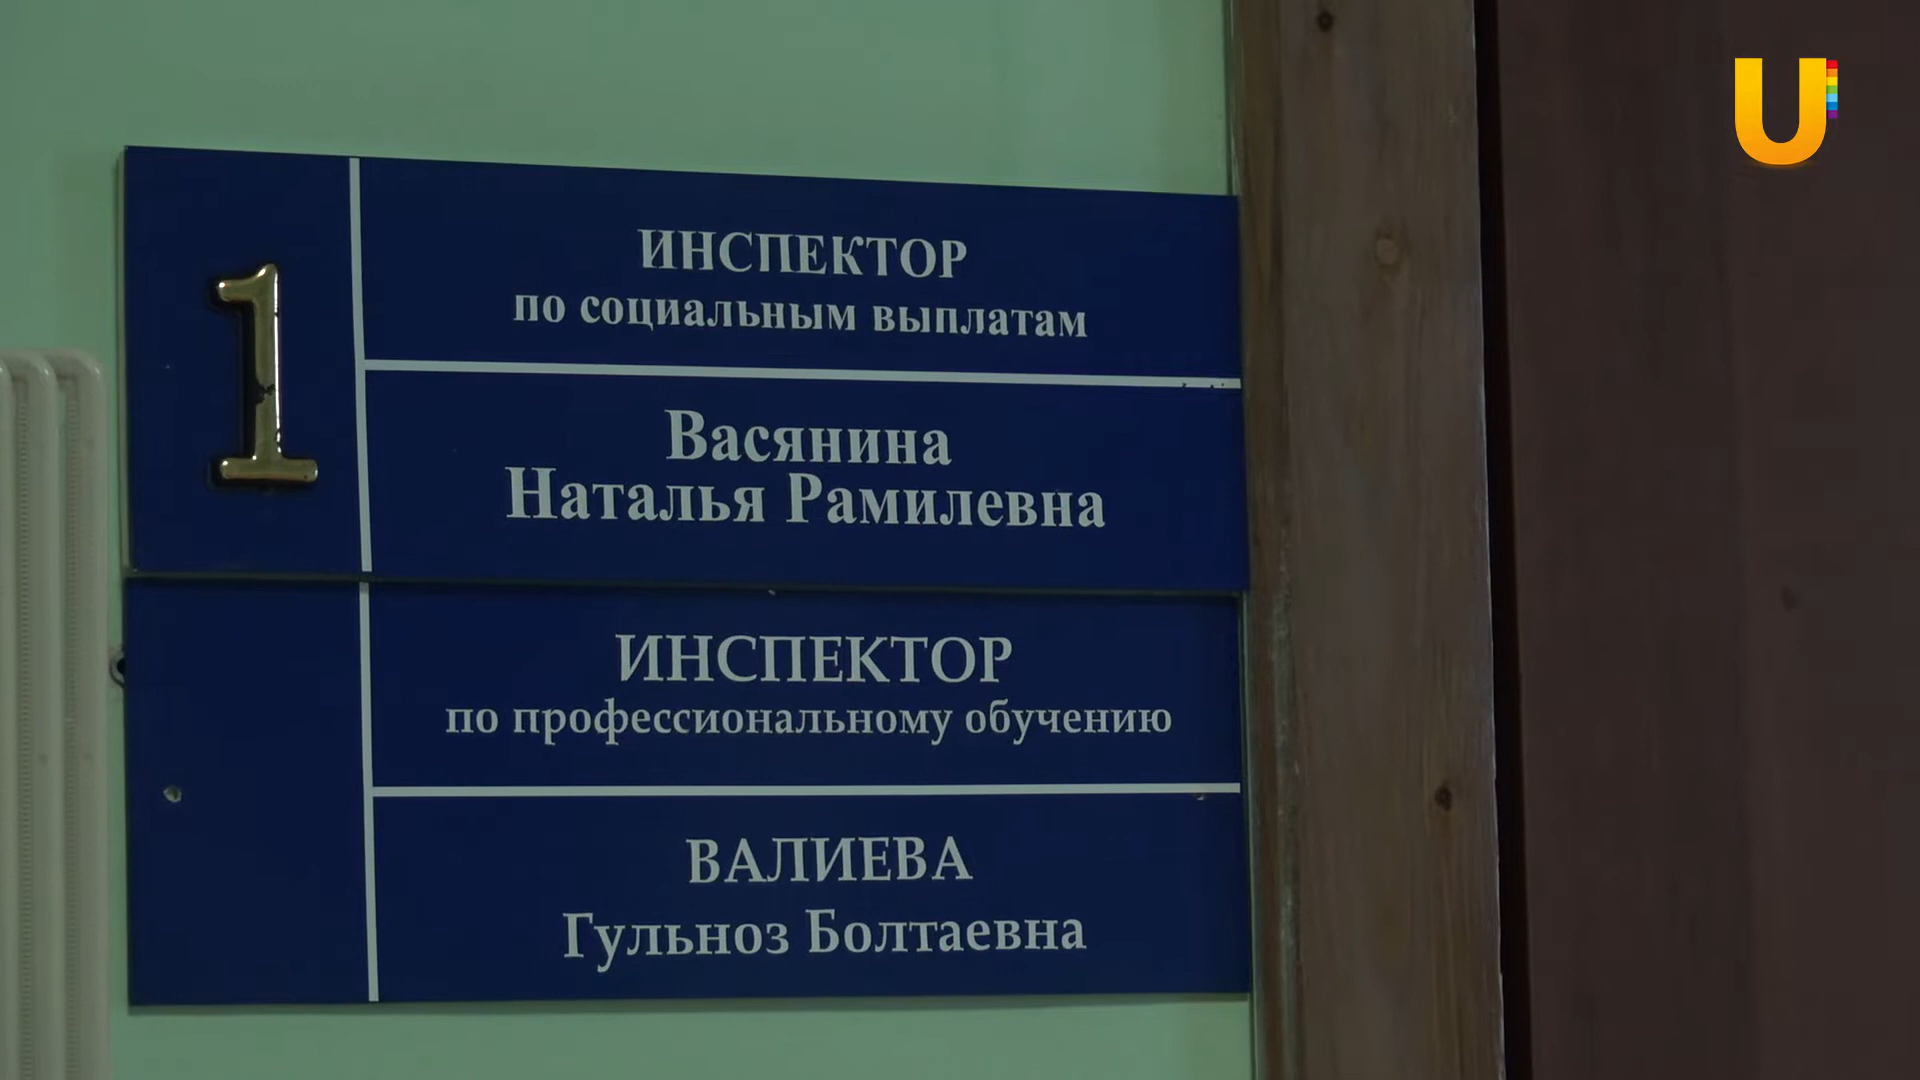 U
1
ИНСПЕКТОР
по социальным выплатам
Васянина
Наталья Рамилевна
ИНСПЕКТОР
по профессиональному обучению
ВАЛИЕВА
Гульноз Болтаевна